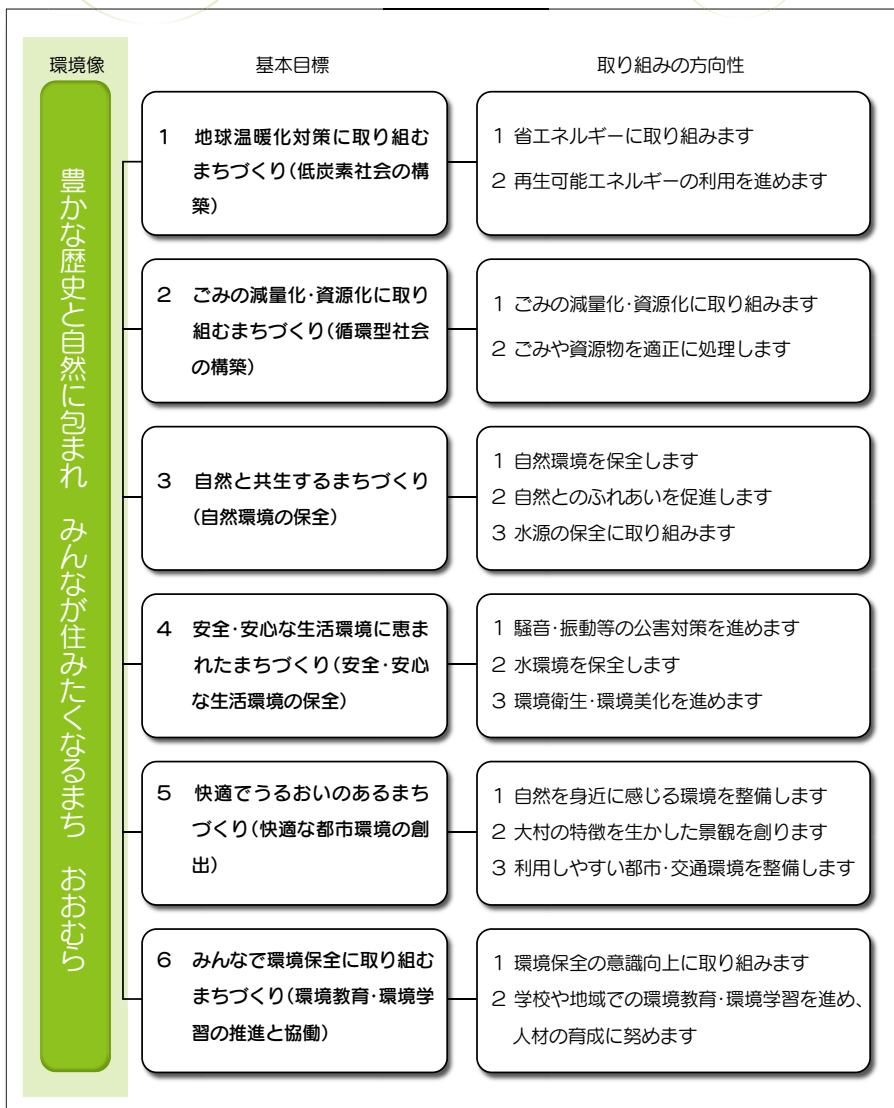 環境像
基本目標
取り組みの方向性
豊かな歴史と自然に包まれ　みんなが住みたくなるまち　おおむら
1　地球温暖化対策に取り組む
まちづくり(低炭素社会の構
築)
1 省エネルギーに取り組みます
2 再生可能エネルギーの利用を進めます
2　ごみの減量化･資源化に取り
組むまちづくり(循環型社会
の構築)
1 ごみの減量化･資源化に取り組みます
2 ごみや資源物を適正に処理します
3　自然と共生するまちづくり
(自然環境の保全)
1 自然環境を保全します
2 自然とのふれあいを促進します
3 水源の保全に取り組みます
4　安全･安心な生活環境に恵ま
れたまちづくり(安全･安心
な生活環境の保全)
1 騒音･振動等の公害対策を進めます
2 水環境を保全します
3 環境衛生･環境美化を進めます
5　快適でうるおいのあるまち
づくり(快適な都市環境の創
出)
1 自然を身近に感じる環境を整備します
2 大村の特徴を生かした景観を創ります
3 利用しやすい都市･交通環境を整備します
6　みんなで環境保全に取り組む
まちづくり(環境教育･環境学
習の推進と協働)
1 環境保全の意識向上に取り組みます
2 学校や地域での環境教育･環境学習を進め、
人材の育成に努めます